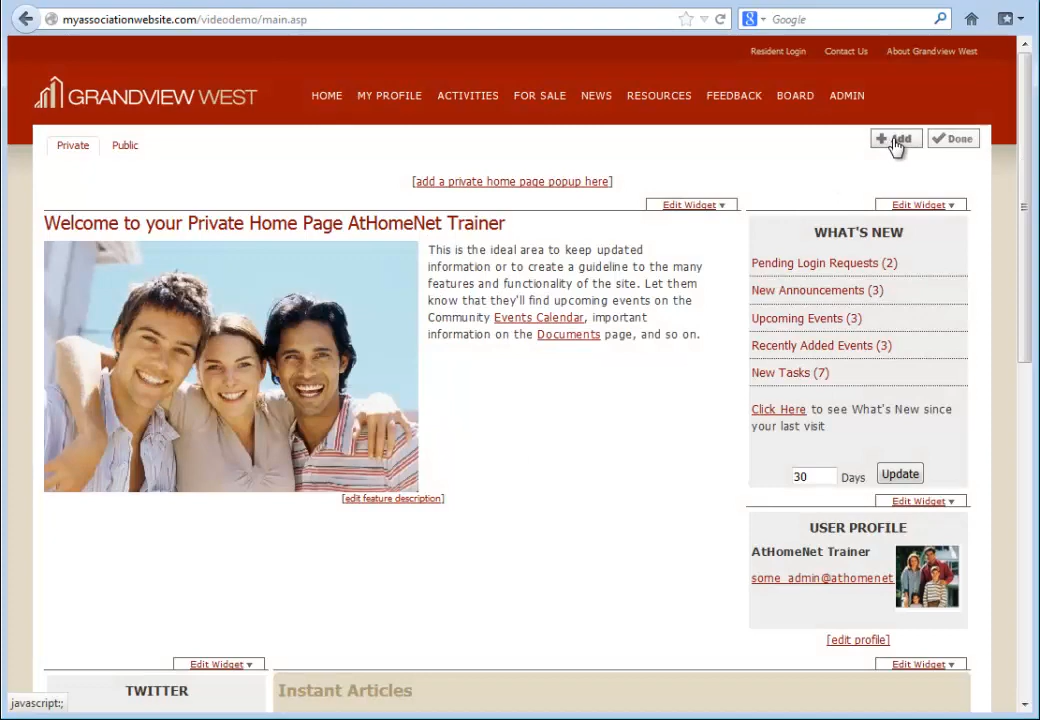 myassociationwebsite.com/videodemo/main.asp
Google
Resident Login Contact Us About Grandview West
GRANDVIEW WEST
HOME MY PROFILE ACTIVITIES FOR SALE NEWS RESOURCES FEEDBACK BOARD ADMIN
Private Public
Add Done
[add a private home page popup here]
Edit Widget
Welcome to your Private Home Page AtHomeNet Trainer
This is the ideal area to keep updated
information or to create a guideline to the many
features and functionality of the site. Let them
know that they'll find upcoming events on the
Community Events Calendar, important
information on the Documents page, and so on.
[edit feature description]
Edit Widget
WHAT'S NEW
Pending Login Requests (2)
New Announcements (3)
Upcoming Events (3)
Recently Added Events (3)
New Tasks (7)
Click Here to see What's New since
your last visit
30 Days Update
Edit Widget
USER PROFILE
AtHomeNet Trainer
some_admin@athomenet
[edit profile]
Edit Widget
TWITTER
Edit Widget
Instant Articles
javascript:;